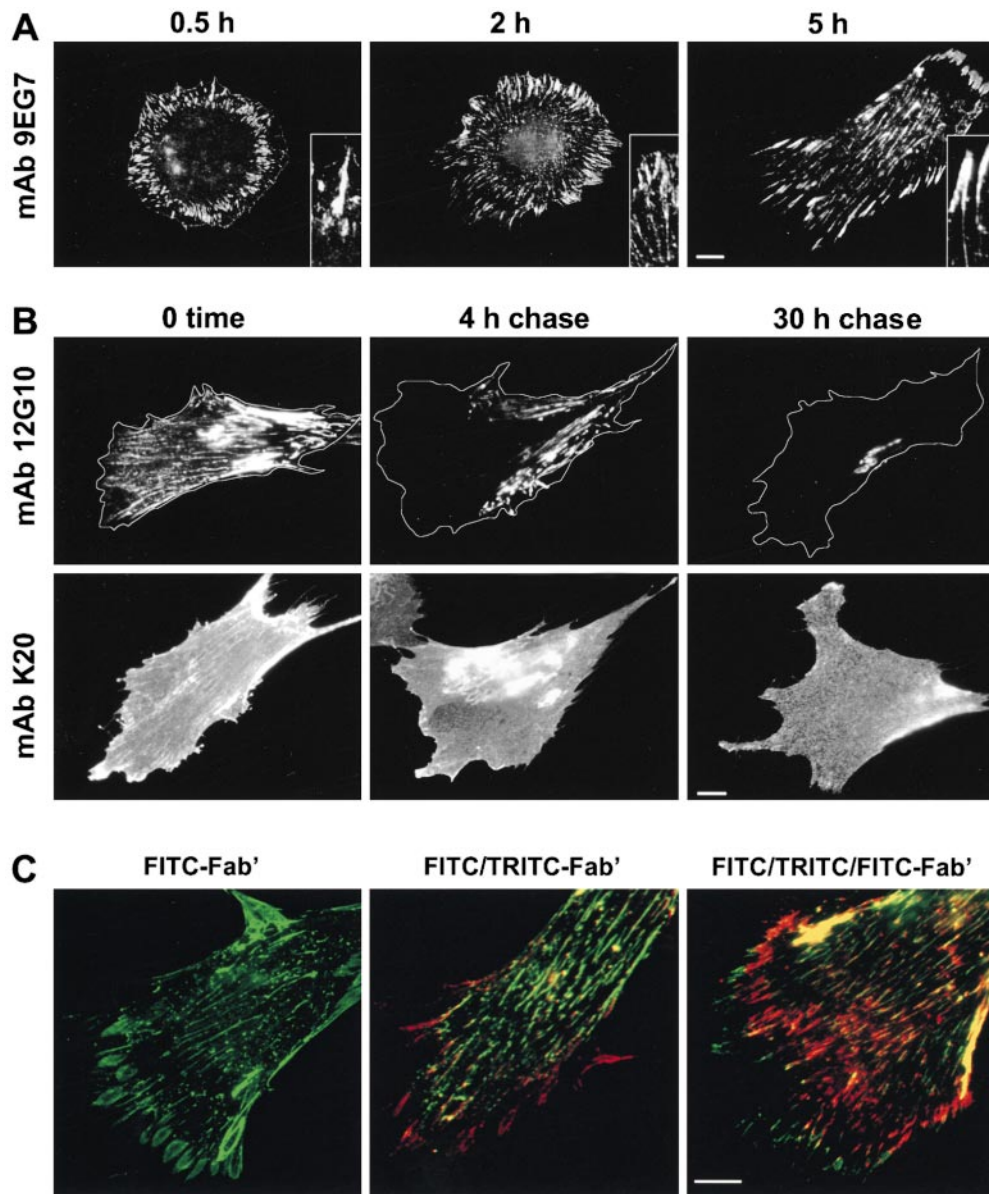 A
0.5 h
2 h
5 h
mAb 9EG7
B
0 time
4 h chase
30 h chase
mAb 12G10
mAb K20
C
FITC-Fab’
FITC/TRITC-Fab’
FITC/TRITC/FITC-Fab’